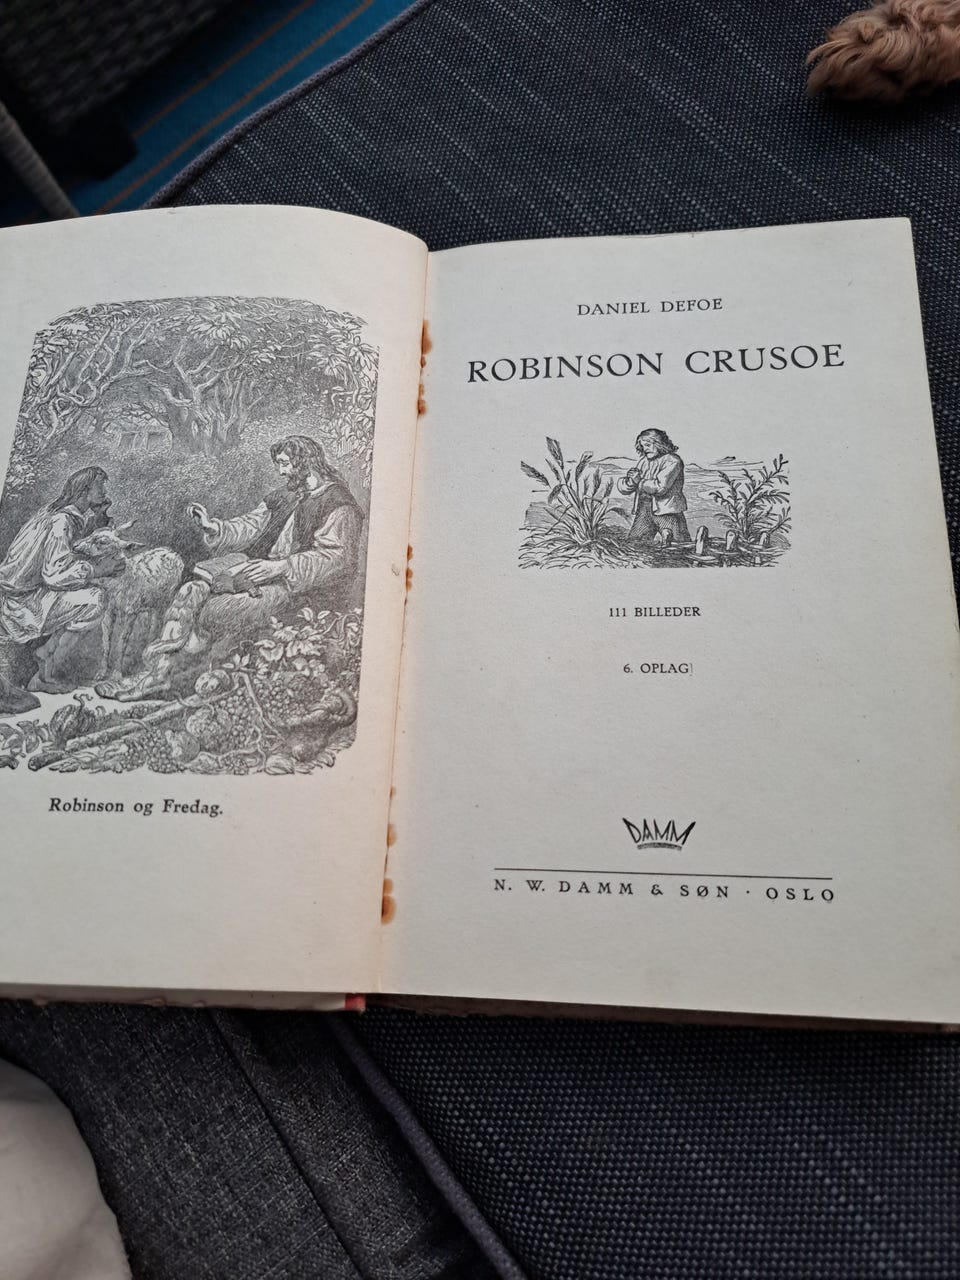 Robinson og Fredag.
DANIEL DEFOE
ROBINSON CRUSOE
111 BILLEDER
6. OPLAG
DAMM
N. W. DAMM & SØN · OSLO